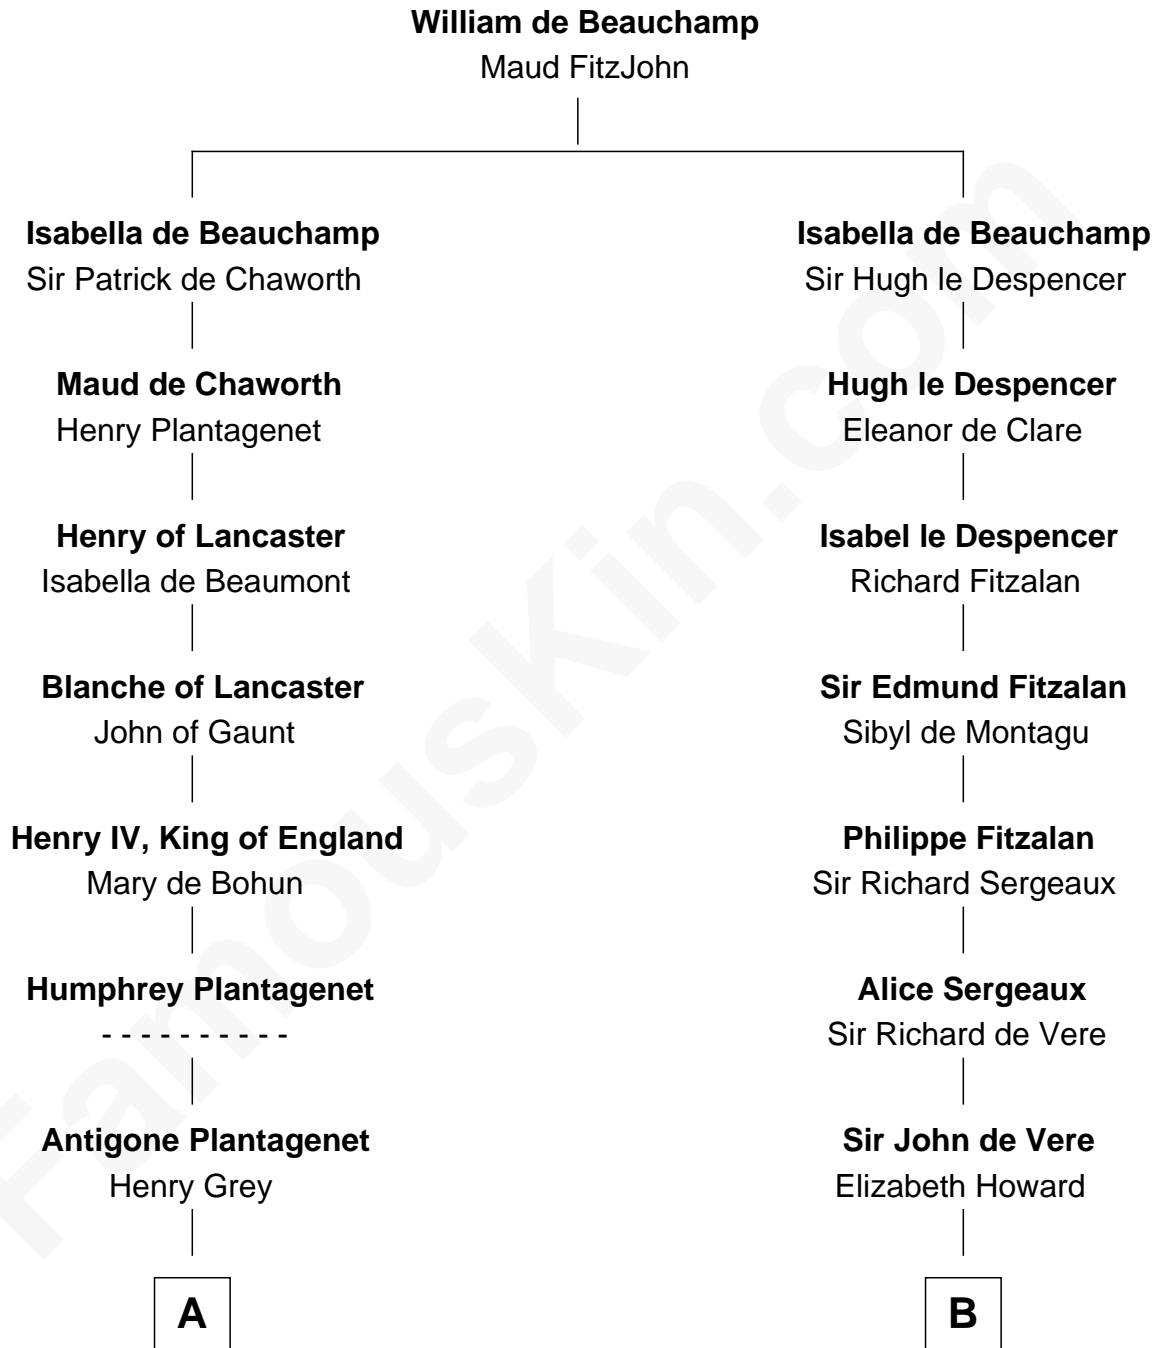 William de Beauchamp
Maud FitzJohn
Isabella de Beauchamp
Sir Patrick de Chaworth
Maud de Chaworth
Henry Plantagenet
Henry of Lancaster
Isabella de Beaumont
Blanche of Lancaster
John of Gaunt
Henry IV, King of England
Mary de Bohun
Humphrey Plantagenet
- - - - - - - - - -
Antigone Plantagenet
Henry Grey
A
Isabella de Beauchamp
Sir Hugh le Despencer
Hugh le Despencer
Eleanor de Clare
Isabel le Despencer
Richard Fitzalan
Sir Edmund Fitzalan
Sibyl de Montagu
Philippe Fitzalan
Sir Richard Sergeaux
Alice Sergeaux
Sir Richard de Vere
Sir John de Vere
Elizabeth Howard
B
FamousKin.com